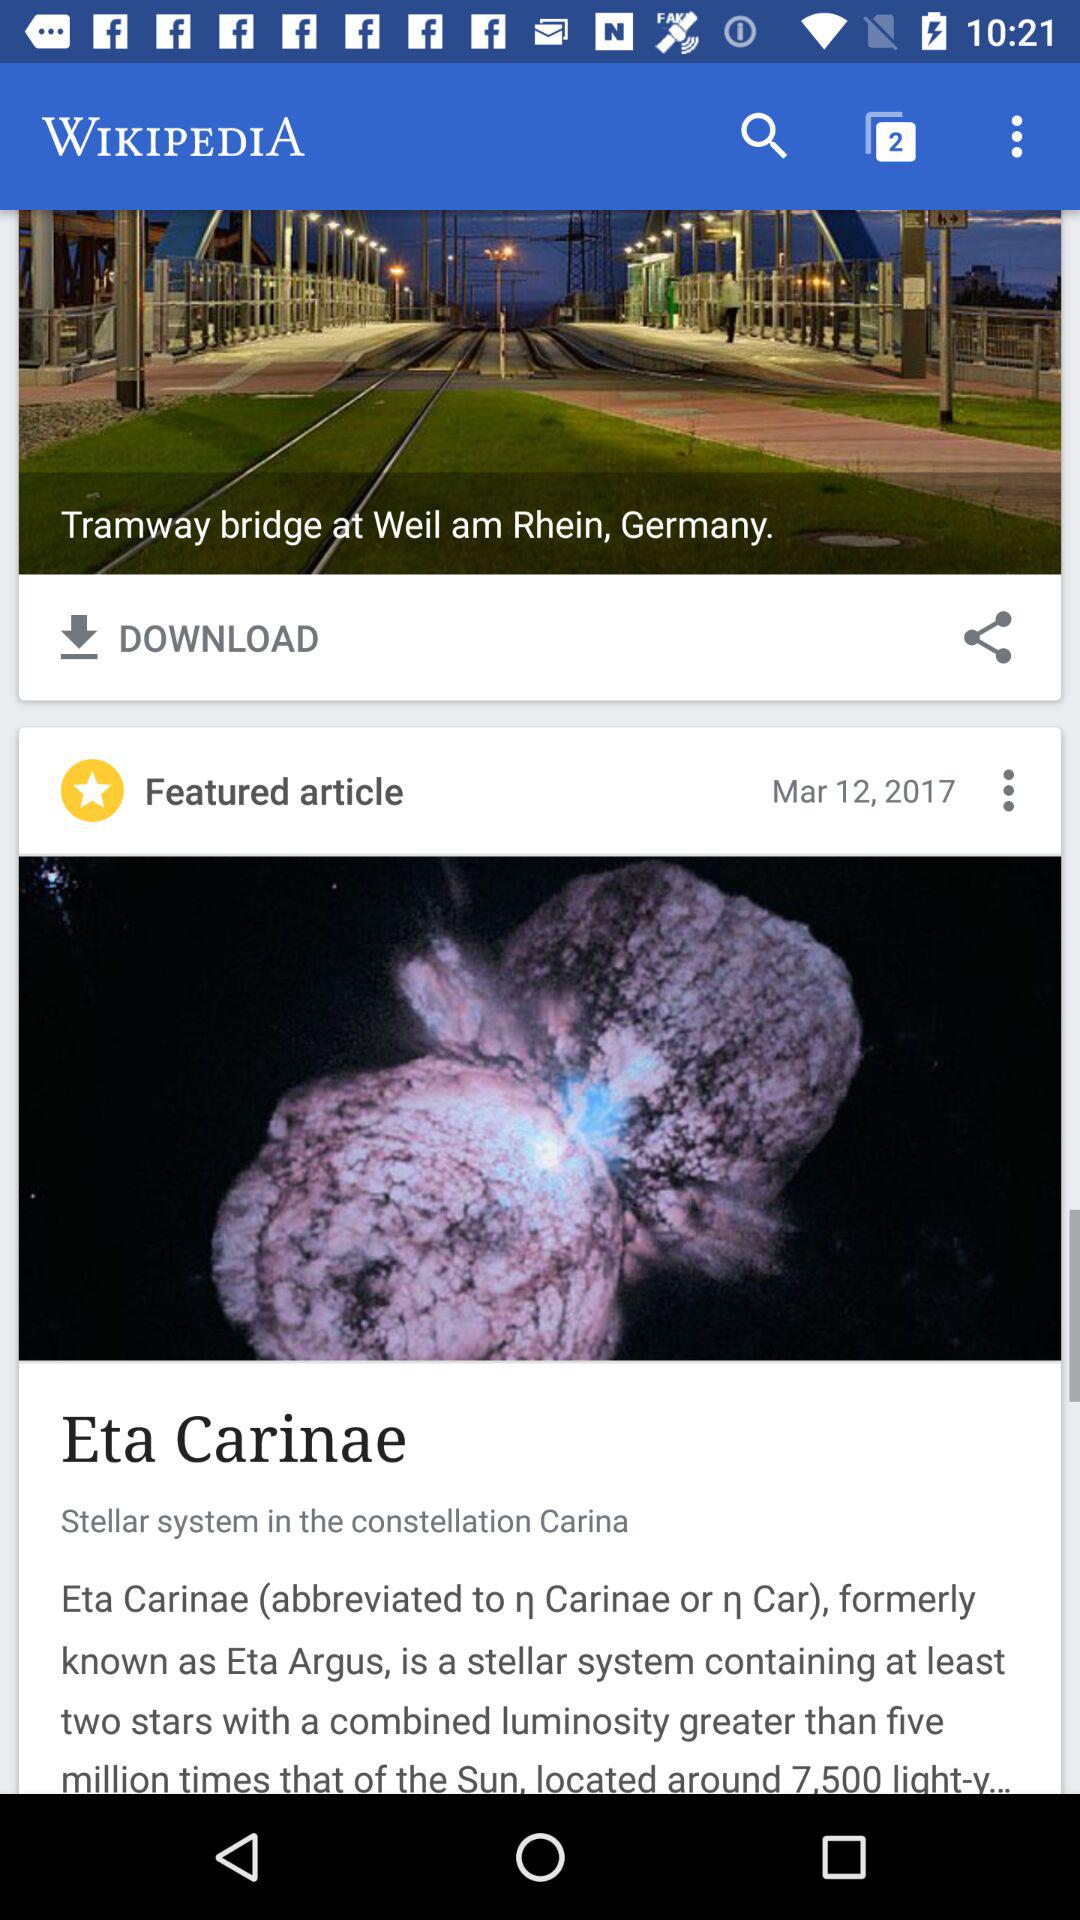 N FAKE 10:21
WIKIPEDIA 2
Tramway bridge at Weil am Rhein, Germany.
DOWNLOAD
Featured article Mar 12, 2017
Eta Carinae
Stellar system in the constellation Carina
Eta Carinae (abbreviated to η Carinae or η Car), formerly
known as Eta Argus, is a stellar system containing at least
two stars with a combined luminosity greater than five
million times that of the Sun, located around 7,500 light-y...